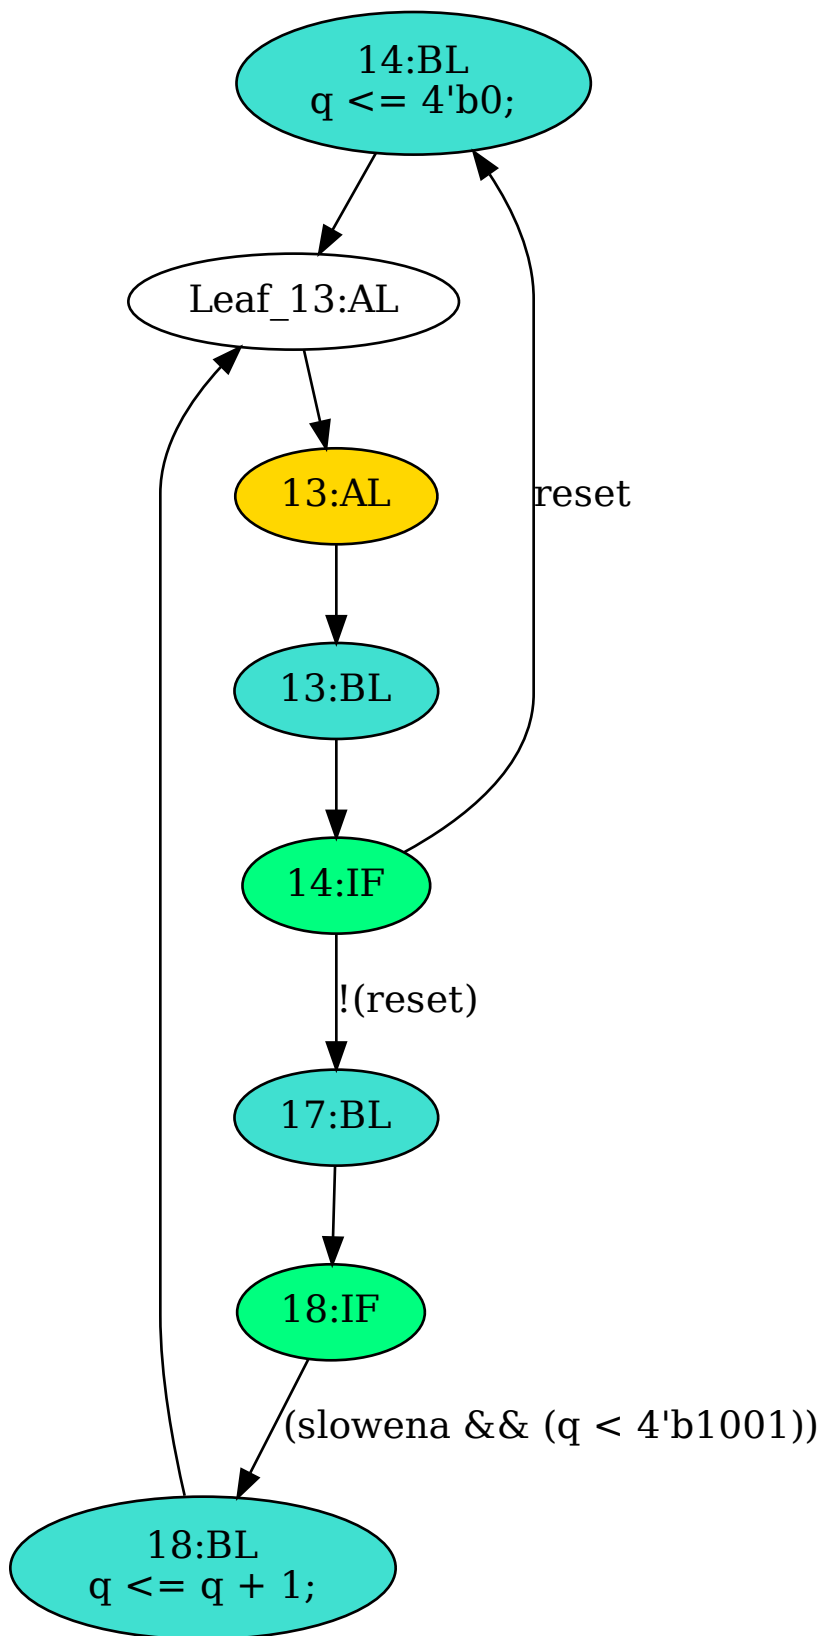 14:BL
q <= 4'b0;
Leaf_13:AL
13:AL
reset
13:BL
14:IF
!(reset)
17:BL
18:IF
(slowena && (q < 4'b1001))
18:BL
q <= q + 1;